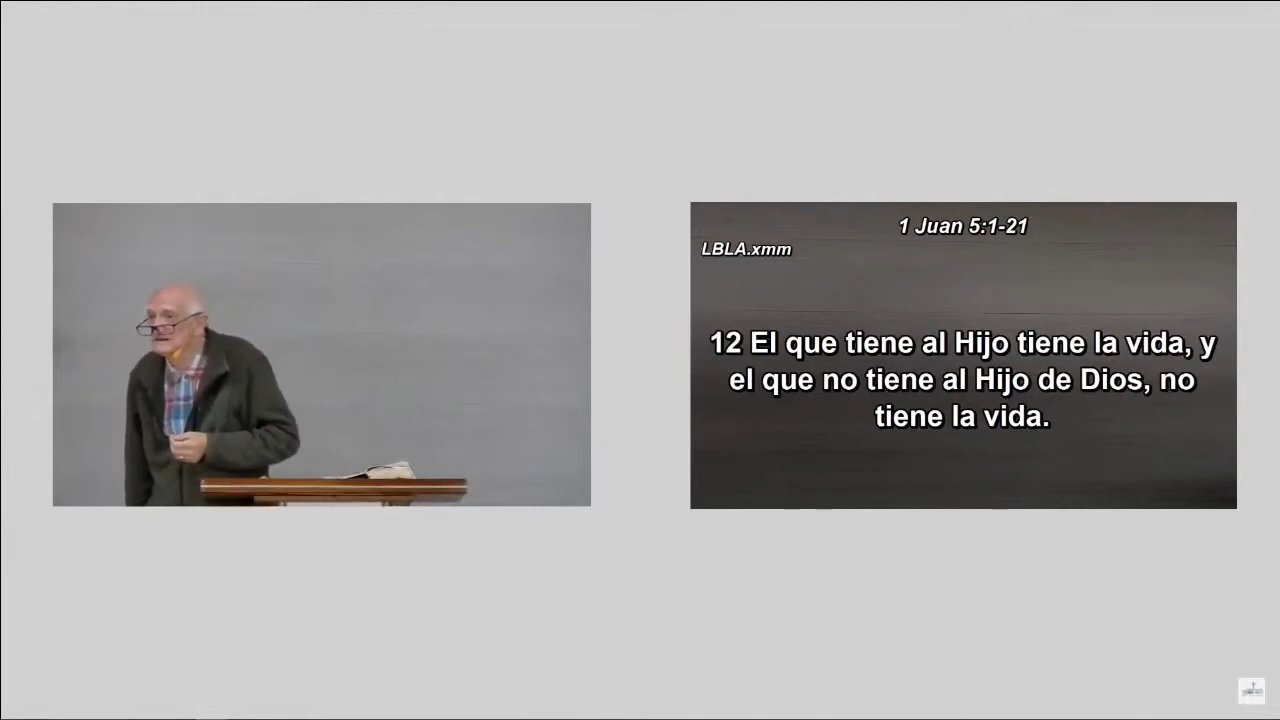 1 Juan 5:1-21
LBLA.xmm
12 El que tiene al Hijo tiene la vida, y
el que no tiene al Hijo de Dios, no
tiene la vida.